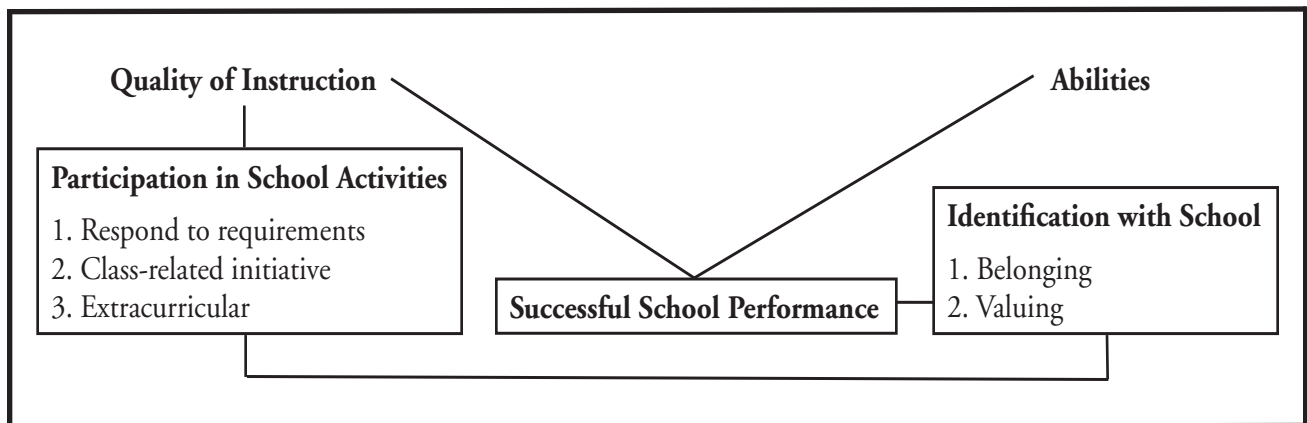 Quality of Instruction
Abilities
Participation in School Activities
1. Respond to requirements
2. Class-related initiative
3. Extracurricular
Successful School Performance
Identification with School
1. Belonging
2. Valuing